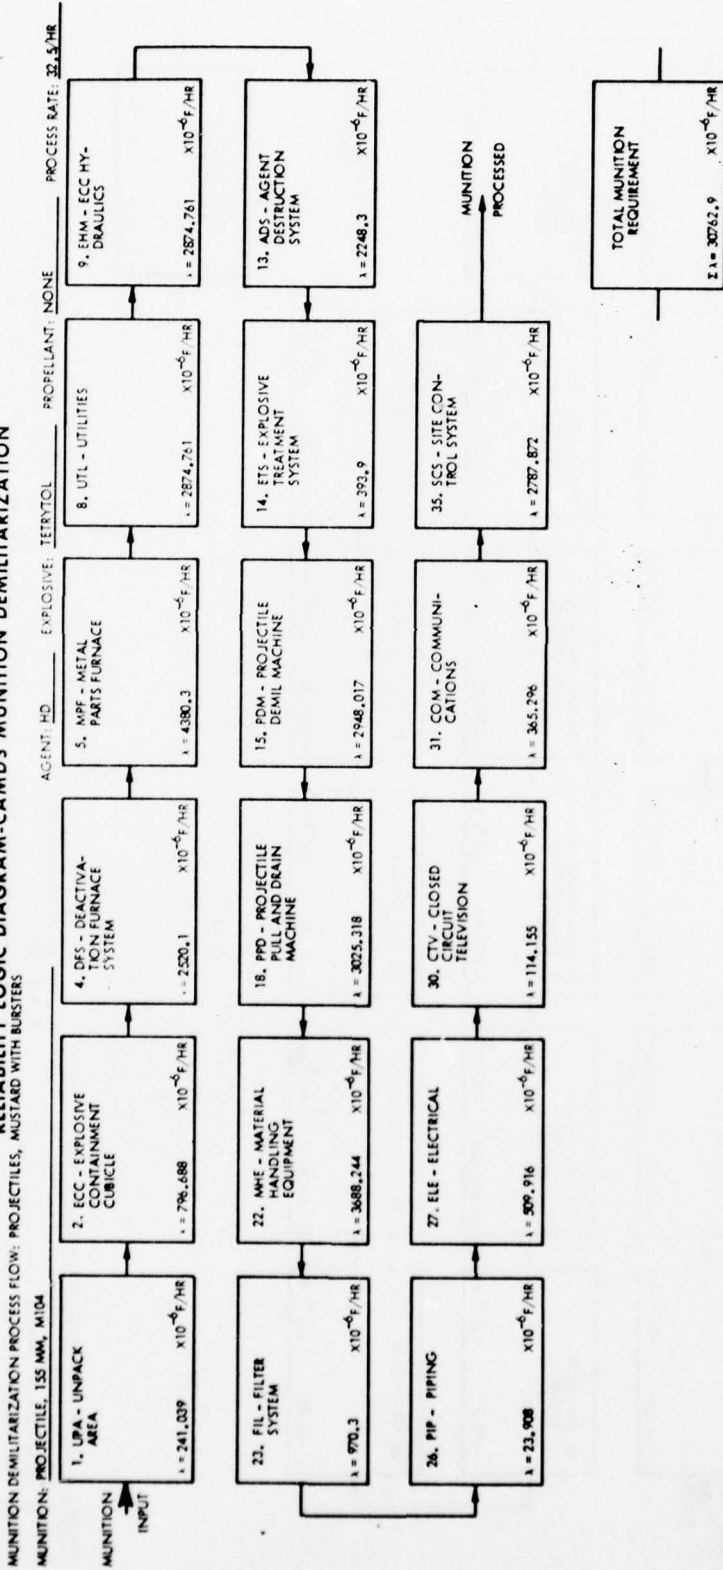 RELIABILITY LOGIC DIAGRAM-CAMDS MUNITION DEMILITARIZATION
MUNITION DEMILITARIZATION PROCESS FLOW: PROJECTILES, MUSTARD WITH BURSTERS
MUNITION: PROJECTILE, 155 MM, M104 AGENT: HD EXPLOSIVE: TETRYTOL PROPELLANT: NONE PROCESS RATE: 32.5/HR
MUNITION
INPUT
1. UPA - UNPACK
AREA
λ = 241.039 X10⁻⁶F/HR
2. ECC - EXPLOSIVE
CONTAINMENT
CUBICLE
λ = 796.688 X10⁻⁶F/HR
4. DFS - DEACTIVA-
TION FURNACE
SYSTEM
λ = 2520.1 X10⁻⁶F/HR
5. MPF - METAL
PARTS FURNACE
λ = 4380.3 X10⁻⁶F/HR
8. UTL - UTILITIES
λ = 2874.761 X10⁻⁶F/HR
9. EHM - ECC HY-
DRAULICS
λ = 2874.761 X10⁻⁶F/HR
13. ADS - AGENT
DESTRUCTION
SYSTEM
λ = 2248.3 X10⁻⁶F/HR
14. ETS - EXPLOSIVE
TREATMENT
SYSTEM
λ = 393.9 X10⁻⁶F/HR
15. PDM - PROJECTILE
DEMIL MACHINE
λ = 2948.017 X10⁻⁶F/HR
18. PPD - PROJECTILE
PULL AND DRAIN
MACHINE
λ = 3025.318 X10⁻⁶F/HR
22. MHE - MATERIAL
HANDLING
EQUIPMENT
λ = 3688.244 X10⁻⁶F/HR
23. FIL - FILTER
SYSTEM
λ = 970.3 X10⁻⁶F/HR
26. PIP - PIPING
λ = 23.908 X10⁻⁶F/HR
27. ELE - ELECTRICAL
λ = 509.916 X10⁻⁶F/HR
30. CTV - CLOSED
CIRCUIT
TELEVISION
λ = 114.155 X10⁻⁶F/HR
31. COM - COMMUNI-
CATIONS
λ = 365.296 X10⁻⁶F/HR
35. SCS - SITE CON-
TROL SYSTEM
λ = 2787.872 X10⁻⁶F/HR
MUNITION
PROCESSED
TOTAL MUNITION
REQUIREMENT
Σ λ = 30762.9 X10⁻⁶F/HR